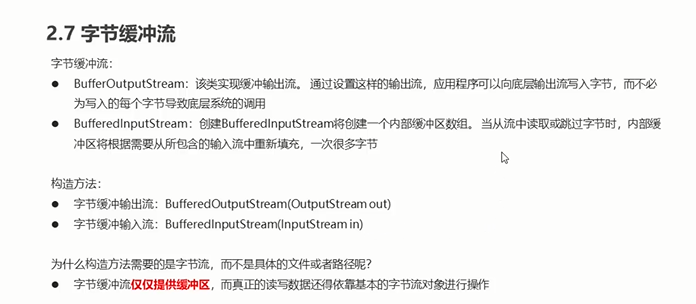 2.7 字节缓冲流
字节缓冲流：
● BufferOutputStream：该类实现缓冲输出流。 通过设置这样的输出流，应用程序可以向底层输出流写入字节，而不必
为写入的每个字节导致底层系统的调用
● BufferedInputStream：创建BufferedInputStream将创建一个内部缓冲区数组。 当从流中读取或跳过字节时，内部缓
冲区将根据需要从所包含的输入流中重新填充，一次很多字节
构造方法：
● 字节缓冲输出流：BufferedOutputStream(OutputStream out)
● 字节缓冲输入流：BufferedInputStream(InputStream in)
为什么构造方法需要的是字节流，而不是具体的文件或者路径呢？
● 字节缓冲流仅仅提供缓冲区，而真正的读写数据还得依靠基本的字节流对象进行操作